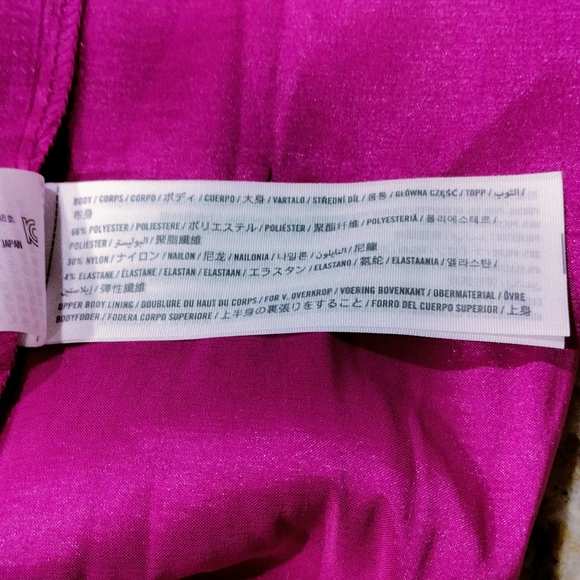 BODY / CORPS / CORPO / ボディ / CUERPO / 大身 / VARTALO / STŘEDNÍ DÍL / 몸통 / GŁÓWNA CZĘŚĆ / TOPP / الثوب /
布身
66% POLYESTER / POLIESTERE / ポリエステル / POLIÉSTER / 聚酯纤维 / POLYESTERIÄ / 폴리에스테르 /
POLIESTER / البوليستر / 聚脂纖維
30% NYLON / ナイロン / NAILON / 尼龙 / NAILONIA / 나일론 / النايلون / 尼龍
4% ELASTANE / ÉLASTANE / ELASTAN / ELASTAAN / エラスタン / ELASTANO / 氨纶 / ELASTAANIA / 엘라스탄 /
إيلاستين / 彈性纖維
UPPER BODY LINING / DOUBLURE DU HAUT DU CORPS / FOR V. OVERKROP / VOERING BOVENKANT / OBERMATERIAL / ÖVRE
BODYFODER / FODERA CORPO SUPERIORE / 上半身の裏張りをすること / FORRO DEL CUERPO SUPERIOR / 上身
JAPAN